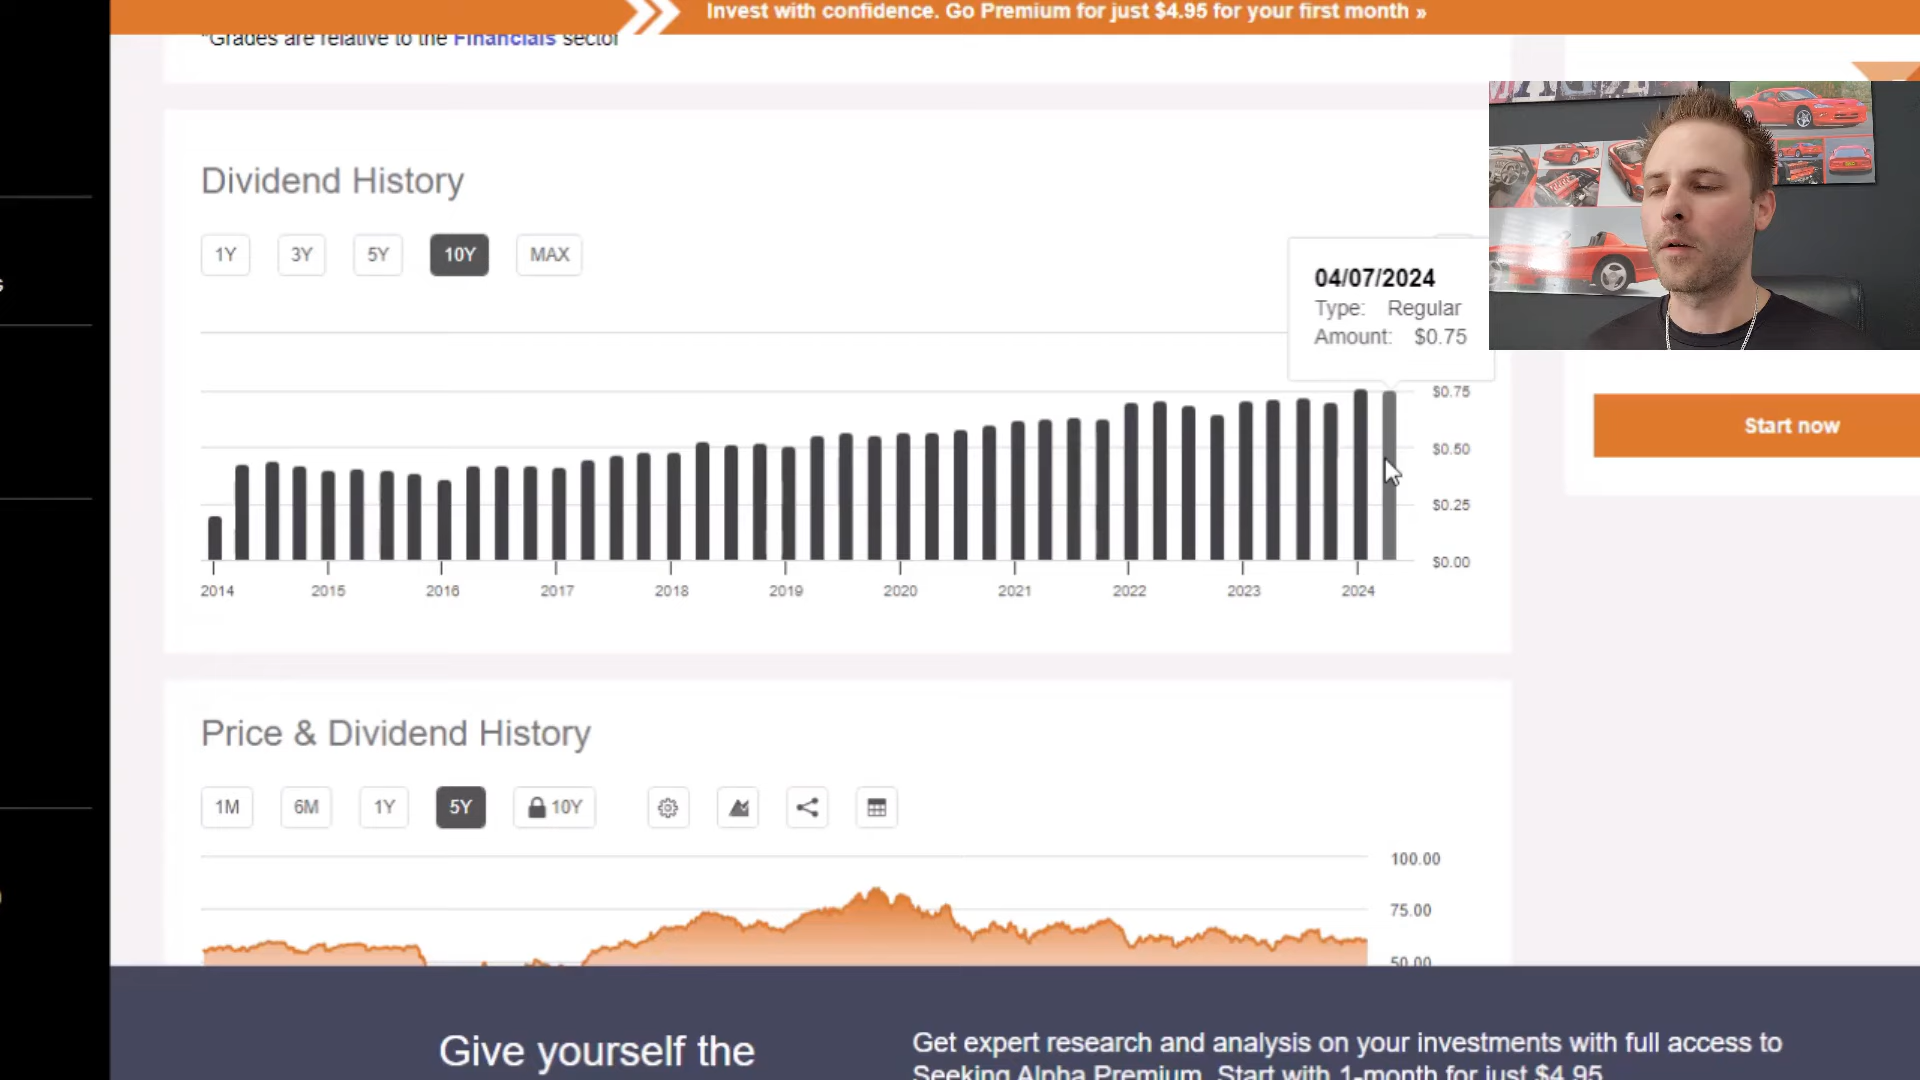 Invest with confidence. Go Premium for just $4.95 for your first month »
*Grades are relative to the Financials sector
Dividend History
1Y 3Y 5Y 10Y MAX
04/07/2024
Type: Regular
Amount: $0.75
$0.75
$0.50
$0.25
$0.00
2014 2015 2016 2017 2018 2019 2020 2021 2022 2023 2024
Start now
Price & Dividend History
1M 6M 1Y 5Y 10Y
100.00
75.00
50.00
Give yourself the
Get expert research and analysis on your investments with full access to
Seeking Alpha Premium. Start with 1-month for just $4.95